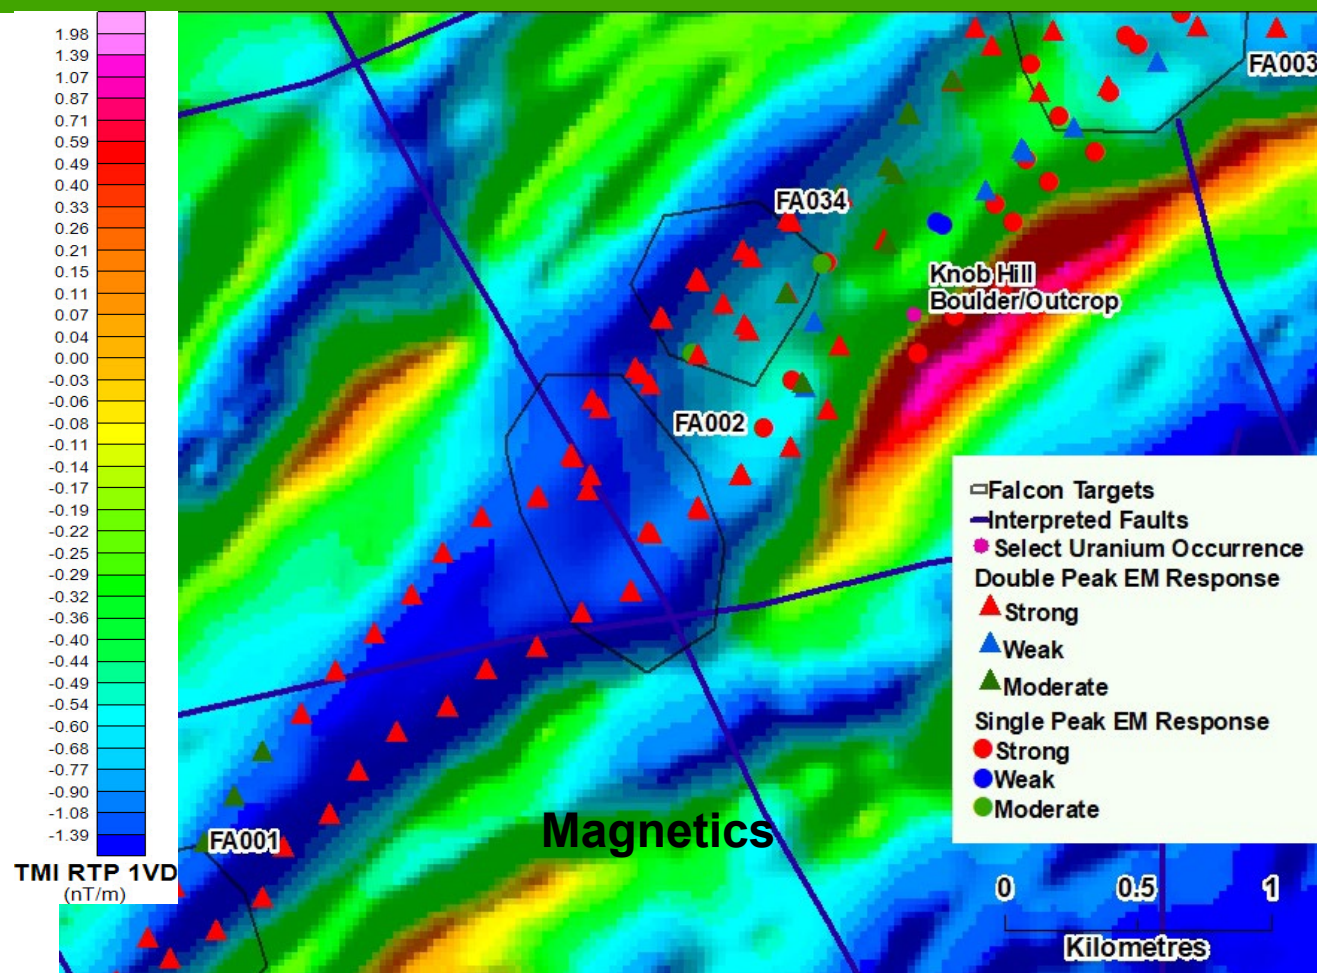 1.98
1.39
1.07
0.87
0.71
0.59
0.49
0.40
0.33
0.26
0.21
0.15
0.11
0.07
0.04
0.00
-0.03
-0.06
-0.08
-0.11
-0.14
-0.17
-0.19
-0.22
-0.25
-0.29
-0.32
-0.36
-0.40
-0.44
-0.49
-0.54
-0.60
-0.68
-0.77
-0.90
-1.08
-1.39
TMI RTP 1VD
(nT/m)
FA003
FA034
Knob Hill
Boulder/Outcrop
FA002
FA001
Magnetics
Falcon Targets
Interpreted Faults
Select Uranium Occurrence
Double Peak EM Response
Strong
Weak
Moderate
Single Peak EM Response
Strong
Weak
Moderate
0 0.5 1
Kilometres